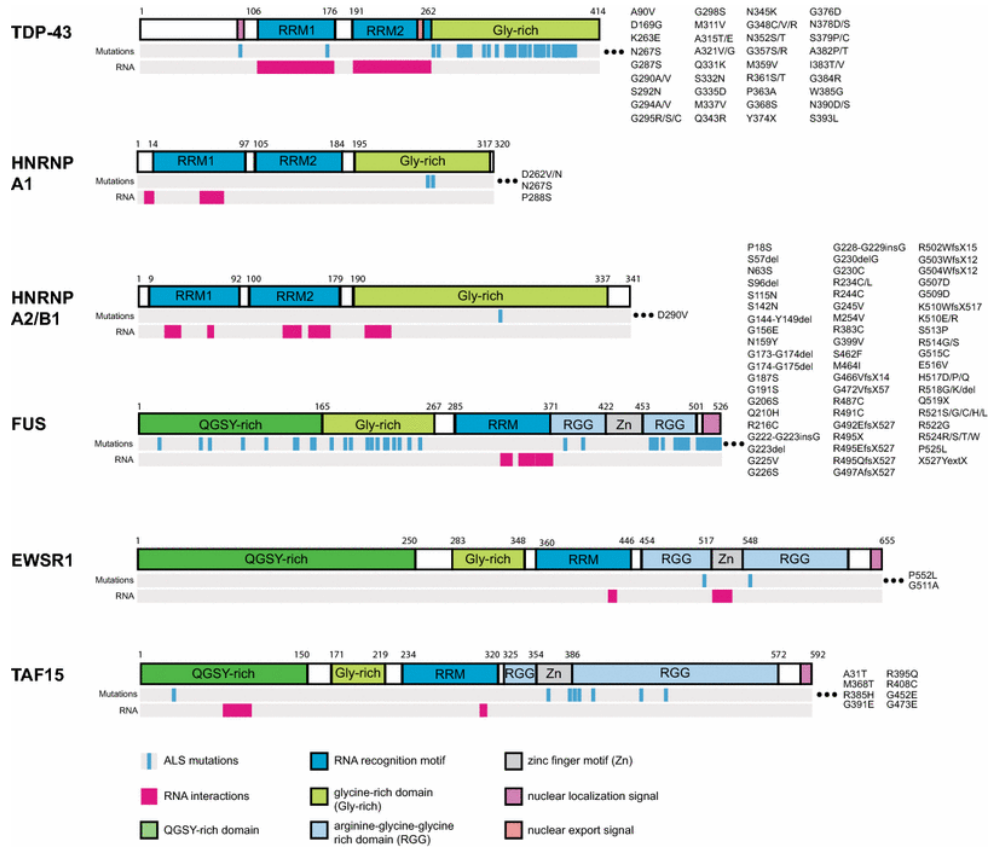 TDP-43
1 106 176 191 262 414
RRM1 RRM2 Gly-rich
Mutations
RNA
A90V G298S N345K G376D
D169G M311V G348C/V/R N378D/S
K263E A315T/E N352S/T S379P/C
N267S A321V/G G357S/R A382P/T
G287S Q331K M359V I383T/V
G290A/V S332N R361S/T G384R
S292N G335D P363A W385G
G294A/V M337V G368S N390D/S
G295R/S/C Q343R Y374X S393L
HNRNP
A1
1 14 97 105 184 195 317 320
RRM1 RRM2 Gly-rich
Mutations
RNA
D262V/N
N267S
P288S
HNRNP
A2/B1
1 9 92 100 179 190 337 341
RRM1 RRM2 Gly-rich
Mutations
RNA
D290V
FUS
1 165 267 285 371 422 453 501 526
QGSY-rich Gly-rich RRM RGG Zn RGG
Mutations
RNA
P18S G228-G229insG R502WfsX15
S57del G230delG G503WfsX12
N63S G230C G504WfsX12
S96del R234C/L G507D
S115N R244C G509D
S142N G245V K510WfsX517
G144-Y149del M254V K510E/R
G156E R383C S513P
N159Y G399V R514G/S
G173-G174del S462F G515C
G174-G175del M464I E516V
G187S G466VfsX14 H517D/P/Q
G191S G472VfsX57 R518G/K/del
G206S R487C Q519X
Q210H R491C R521S/G/C/H/L
R216C G492EfsX527 R522G
G222-G223insG R495X R524R/S/T/W
G223del R495EfsX527 P525L
G225V R495QfsX527 X527YextX
G226S G497AfsX527
EWSR1
1 250 283 348 360 446 454 517 548 655
QGSY-rich Gly-rich RRM RGG Zn RGG
Mutations
RNA
P552L
G511A
TAF15
1 150 171 219 234 320 325 354 386 572 592
QGSY-rich Gly-rich RRM RGG Zn RGG
Mutations
RNA
A31T R395Q
M368T R408C
R385H G452E
G391E G473E
ALS mutations
RNA interactions
QGSY-rich domain
RNA recognition motif
glycine-rich domain
(Gly-rich)
arginine-glycine-glycine
rich domain (RGG)
zinc finger motif (Zn)
nuclear localization signal
nuclear export signal